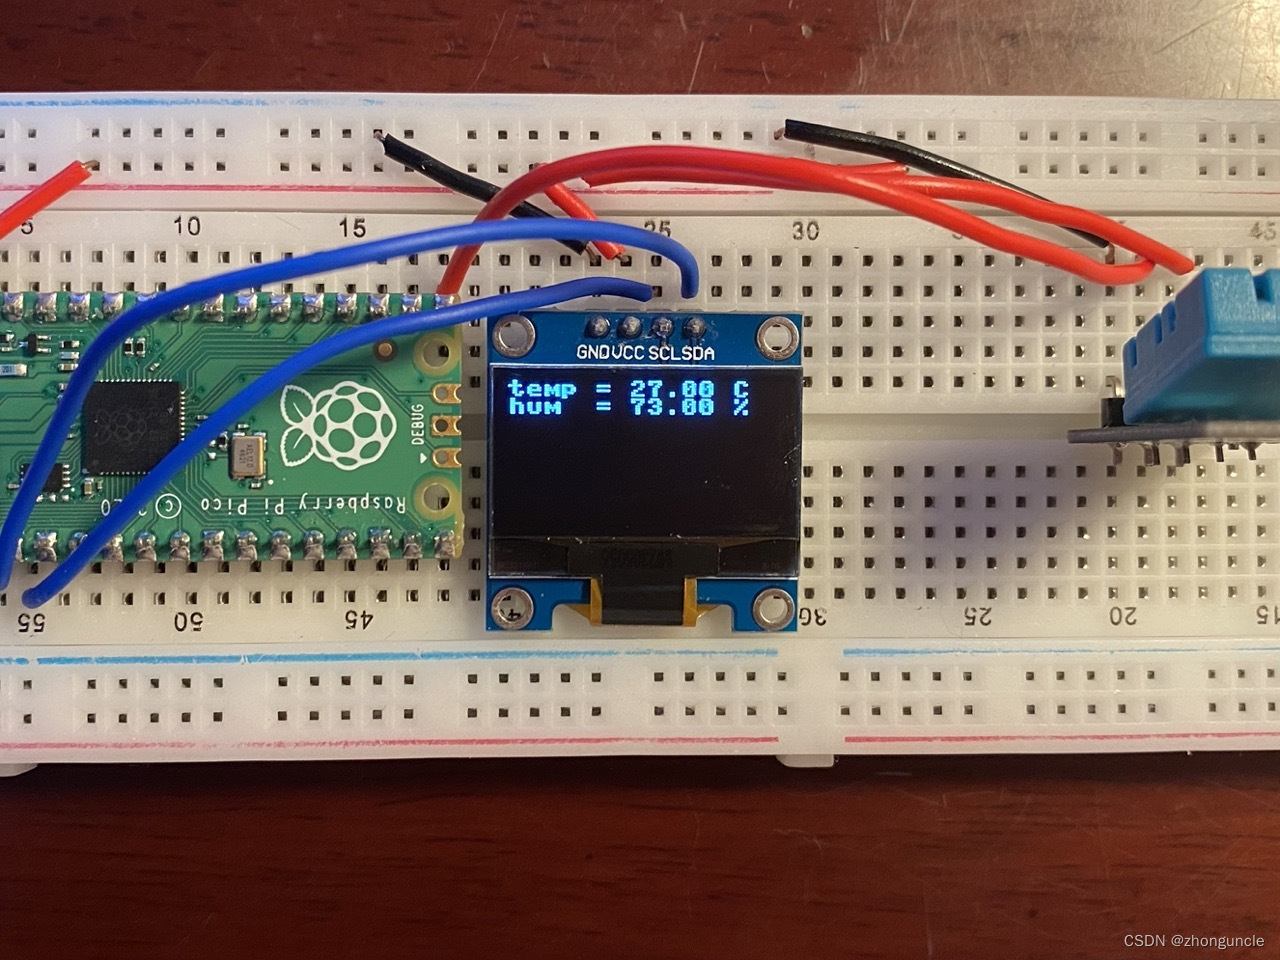 5 10 15 25 30 45
GND VCC SCL SDA
temp = 27.00 C
hum = 73.00 %
DEBUG
Raspberry Pi Pico ©
55 50 45 30 25 20 15
CSDN @zhonguncle